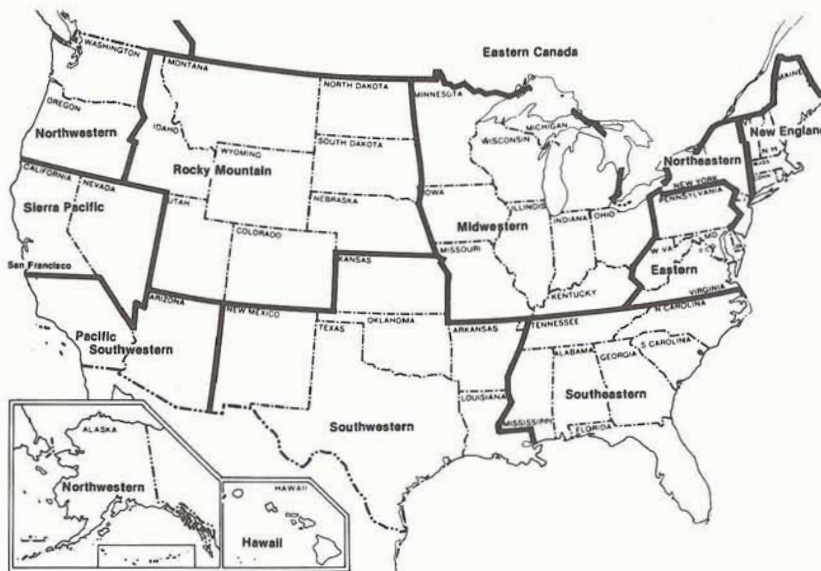 Eastern Canada
WASHINGTON
MONTANA
NORTH DAKOTA
MINNESOTA
MAINE
OREGON
Northwestern
IDAHO
WYOMING
SOUTH DAKOTA
WISCONSIN
MICHIGAN
New England
N H
MASS
CONN
Rocky Mountain
Northeastern
NEW YORK
CALIFORNIA
NEVADA
Sierra Pacific
UTAH
NEBRASKA
IOWA
ILLINOIS
INDIANA
OHIO
PENNSYLVANIA
Midwestern
COLORADO
MISSOURI
W VA
MD
D C
San Francisco
KANSAS
Eastern
KENTUCKY
VIRGINIA
ARIZONA
NEW MEXICO
TEXAS
OKLAHOMA
ARKANSAS
TENNESSEE
N CAROLINA
Pacific
Southwestern
ALABAMA
GEORGIA
S CAROLINA
LOUISIANA
Southeastern
MISSISSIPPI
FLORIDA
Southwestern
ALASKA
Northwestern
HAWAII
Hawaii